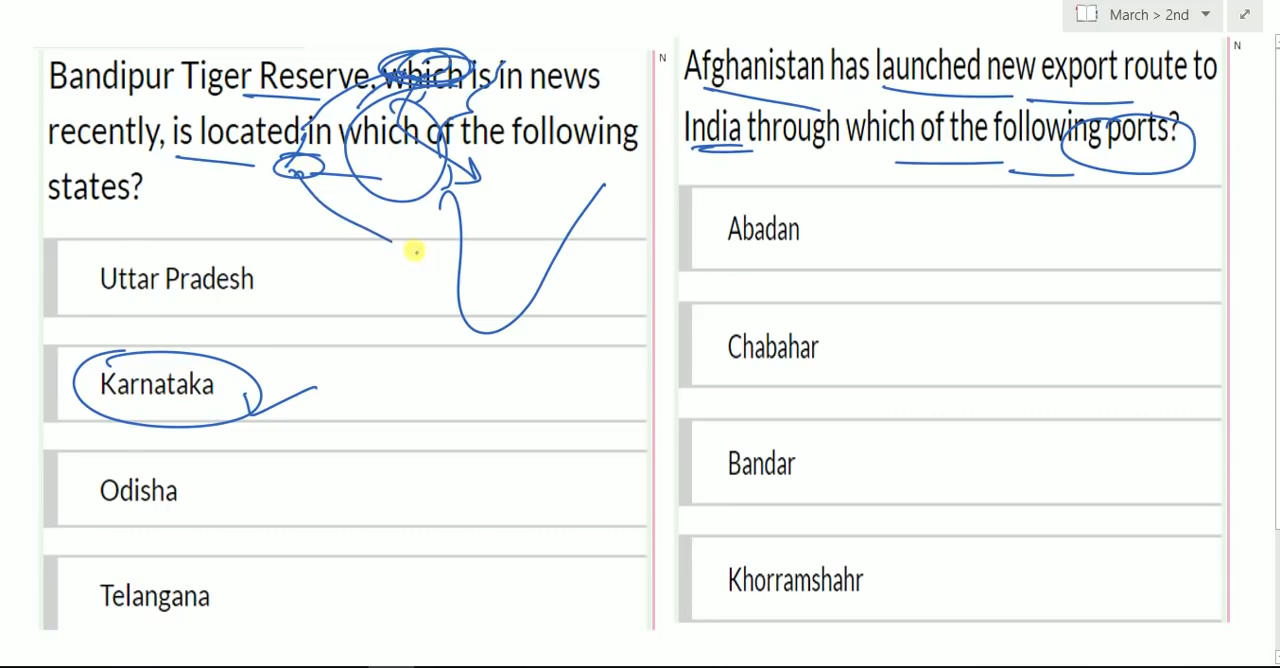 March > 2nd
Bandipur Tiger Reserve, which is in news
recently, is located in which of the following
states?
Uttar Pradesh
Karnataka
Odisha
Telangana
N
Afghanistan has launched new export route to
India through which of the following ports?
Abadan
Chabahar
Bandar
Khorramshahr
N